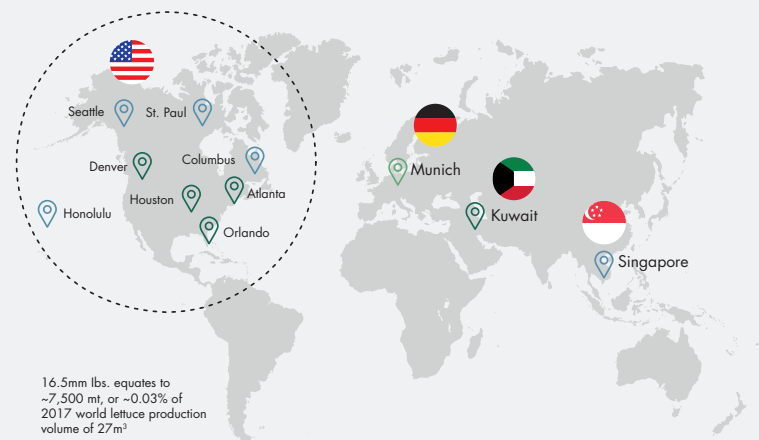 Seattle
St. Paul
Denver
Columbus
Munich
Houston
Atlanta
Honolulu
Orlando
Kuwait
Singapore
16.5mm lbs. equates to
~7,500 mt, or ~0.03% of
2017 world lettuce production
volume of 27m³